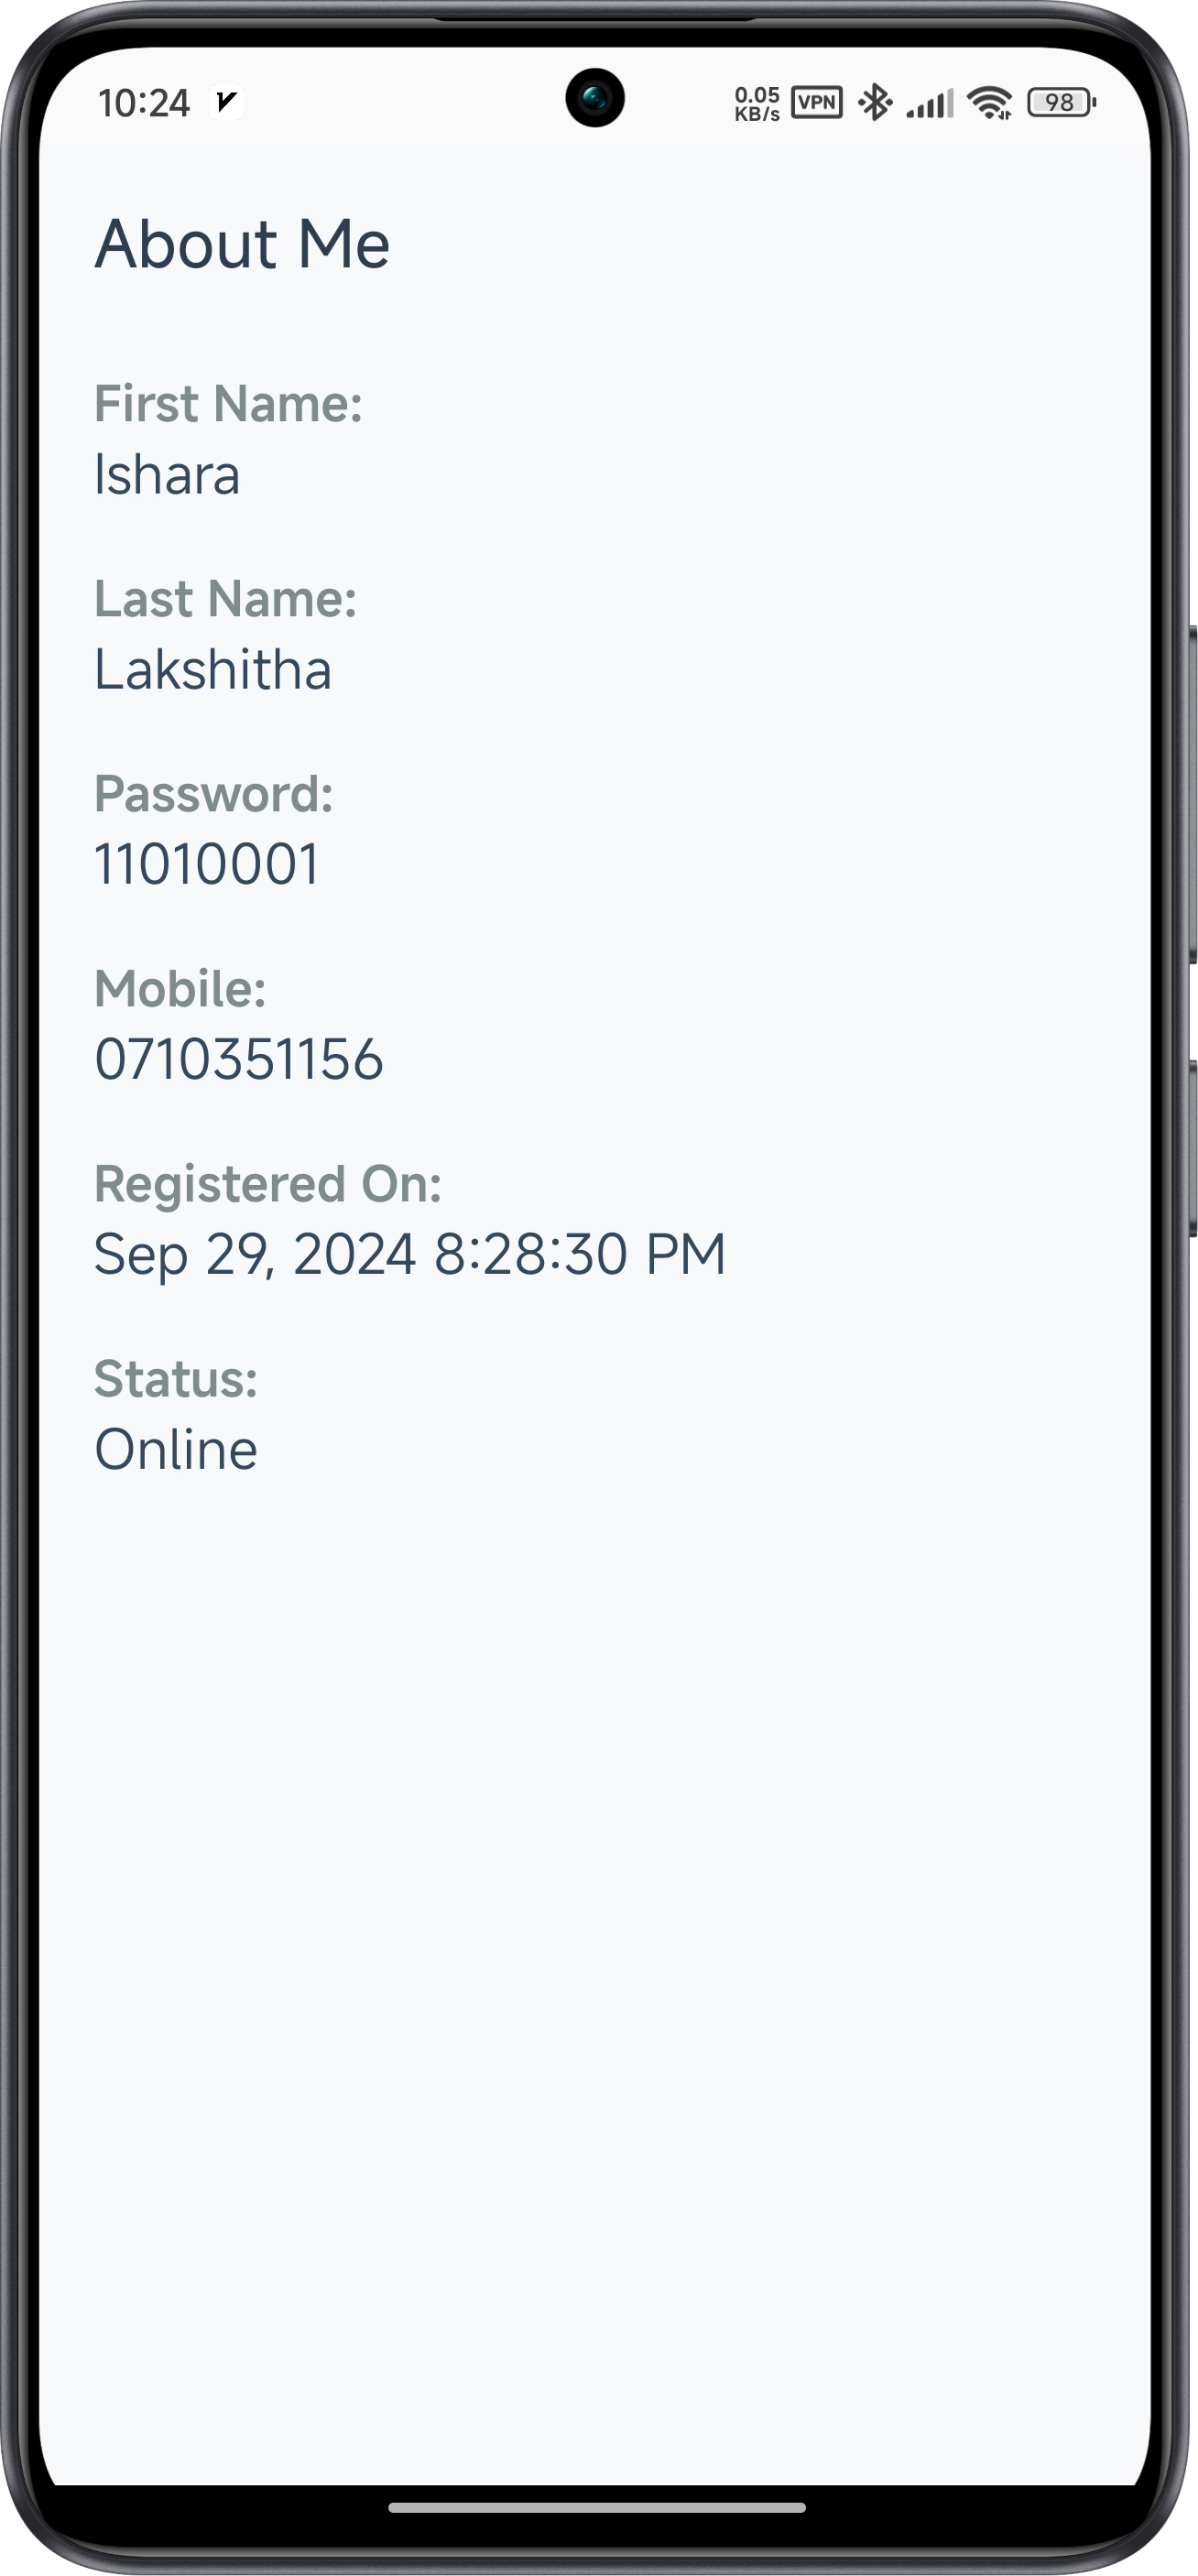 10:24
0.05
KB/s
VPN
98
About Me
First Name:
Ishara
Last Name:
Lakshitha
Password:
11010001
Mobile:
0710351156
Registered On:
Sep 29, 2024 8:28:30 PM
Status:
Online